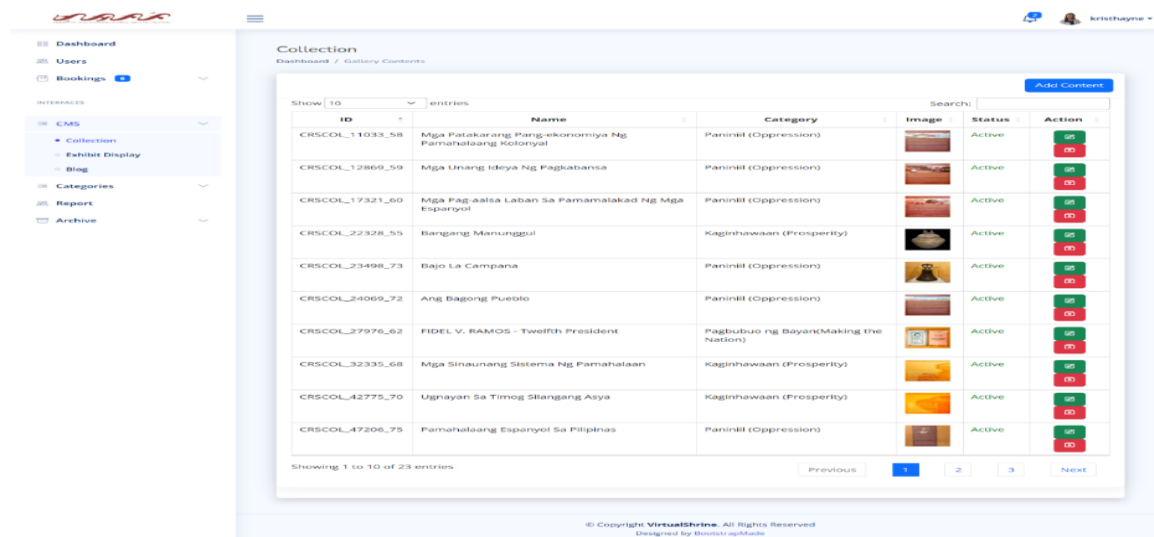 kristhayne
Dashboard
Users
Bookings
INTERFACES
CMS
Collection
Exhibit Display
Blog
Categories
Report
Archive
Collection
Dashboard / Gallery Contents
Add Content
Show 10 entries
Search:
ID Name Category Image Status Action
CRSCOL_11033_58 Mga Patakarang Pang-ekonomiya Ng Paninill (Oppression) Active
Pamahalaang Kolonyal
CRSCOL_12869_59 Mga Unang Ideya Ng Pagkabansa Paninill (Oppression) Active
CRSCOL_17321_60 Mga Pag-aalsa Laban Sa Pamamalakad Ng Mga Paninill (Oppression) Active
Espanyol
CRSCOL_22328_55 Bangang Manunggul Kaginhawaan (Prosperity) Active
CRSCOL_23498_73 Bajo La Campana Paninill (Oppression) Active
CRSCOL_24069_72 Ang Bagong Pueblo Paninill (Oppression) Active
CRSCOL_27976_62 FIDEL V. RAMOS - Twelfth President Pagbubuo ng Bayan(Making the Active
Nation)
CRSCOL_32335_68 Mga Sinaunang Sistema Ng Pamahalaan Kaginhawaan (Prosperity) Active
CRSCOL_42775_70 Ugnayan Sa Timog Silangang Asya Kaginhawaan (Prosperity) Active
CRSCOL_47206_75 Pamahalaang Espanyol Sa Pilipinas Paninill (Oppression) Active
Showing 1 to 10 of 23 entries
Previous 1 2 3 Next
© Copyright VirtualShrine. All Rights Reserved
Designed by BootstrapMade